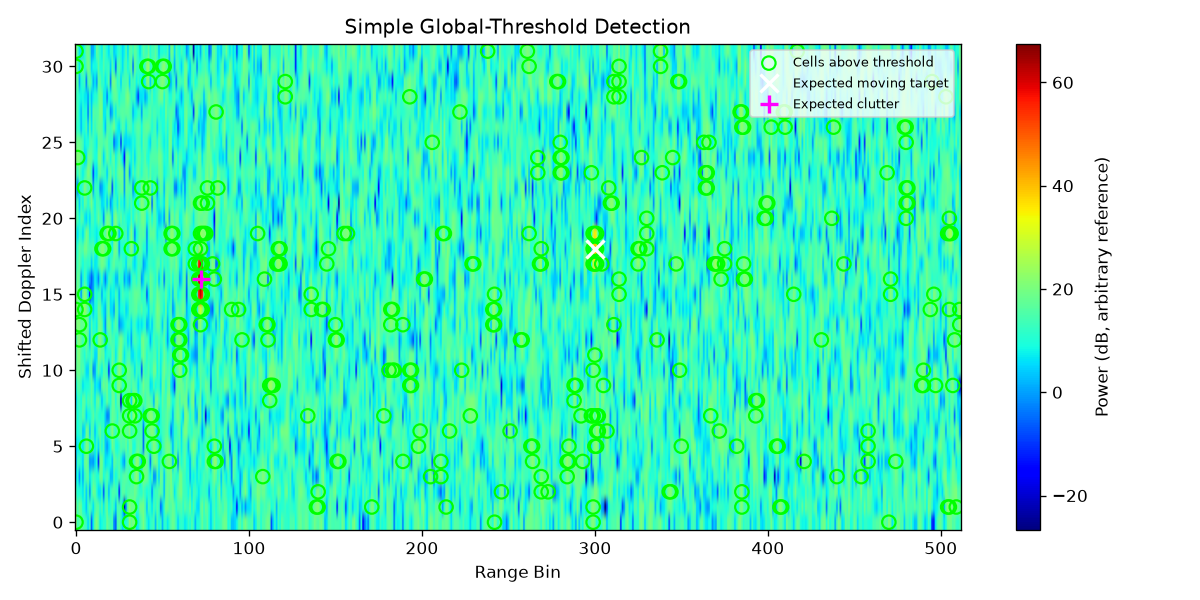 Simple Global-Threshold Detection
Cells above threshold
Expected moving target
Expected clutter
Shifted Doppler Index
30
25
20
15
10
5
0
0
100
200
300
400
500
Range Bin
60
40
20
0
−20
Power (dB, arbitrary reference)